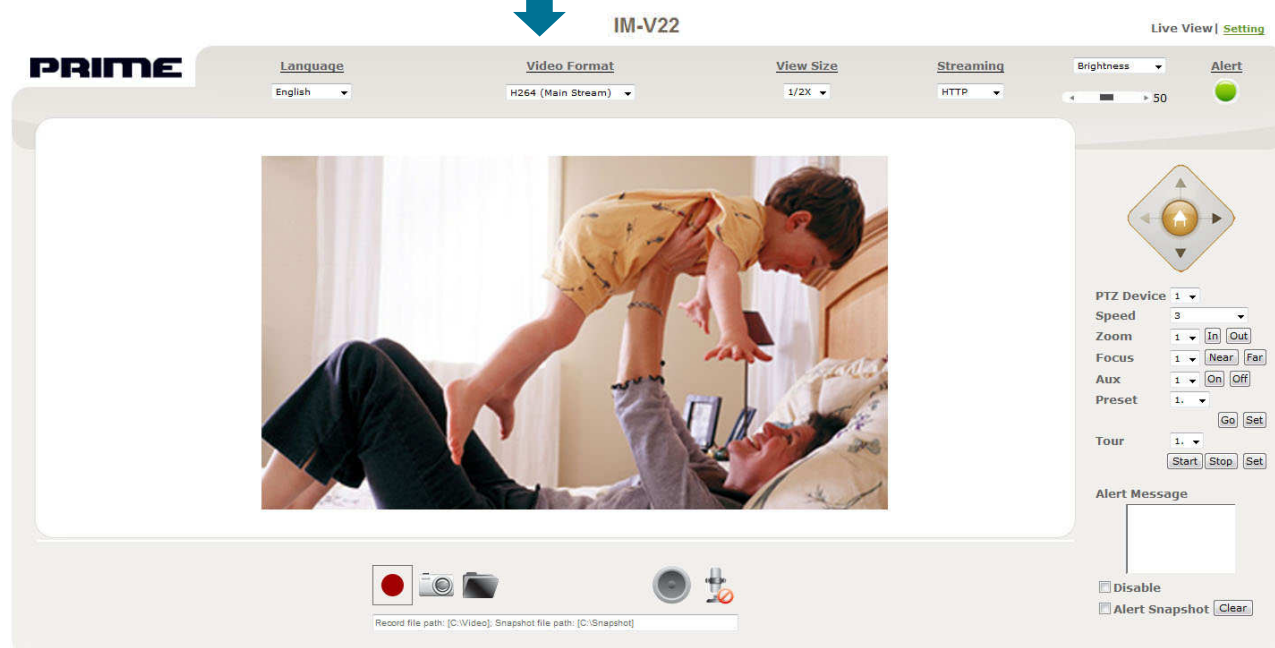 IM-V22
Live View| Setting
PRIME
Language
Video Format
View Size
Streaming
Brightness
Alert
English
H264 (Main Stream)
1/2X
HTTP
50
PTZ Device 1
Speed 3
Zoom 1 In Out
Focus 1 Near Far
Aux 1 On Off
Preset 1.
Go Set
Tour 1.
Start Stop Set
Alert Message
Disable
Alert Snapshot Clear
Record file path: [C:\Video]; Snapshot file path: [C:\Snapshot]